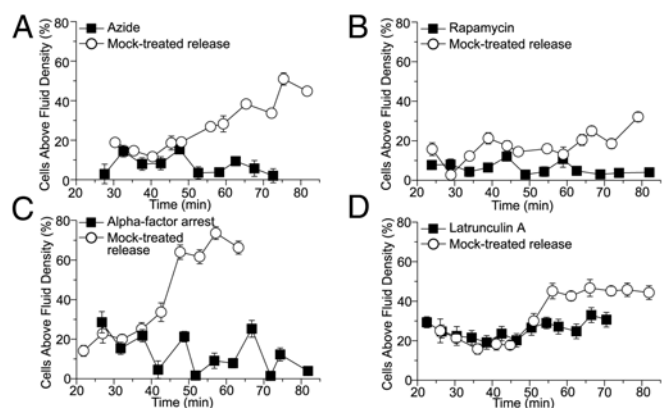 A
Azide
Mock-treated release
Cells Above Fluid Density (%)
80
60
40
20
0
20 30 40 50 60 70 80
Time (min)
B
Rapamycin
Mock-treated release
Cells Above Fluid Density (%)
80
60
40
20
0
20 30 40 50 60 70 80
Time (min)
C
Alpha-factor arrest
Mock-treated
release
Cells Above Fluid Density (%)
80
60
40
20
0
20 30 40 50 60 70 80
Time (min)
D
Latrunculin A
Mock-treated release
Cells Above Fluid Density (%)
80
60
40
20
0
20 30 40 50 60 70 80
Time (min)